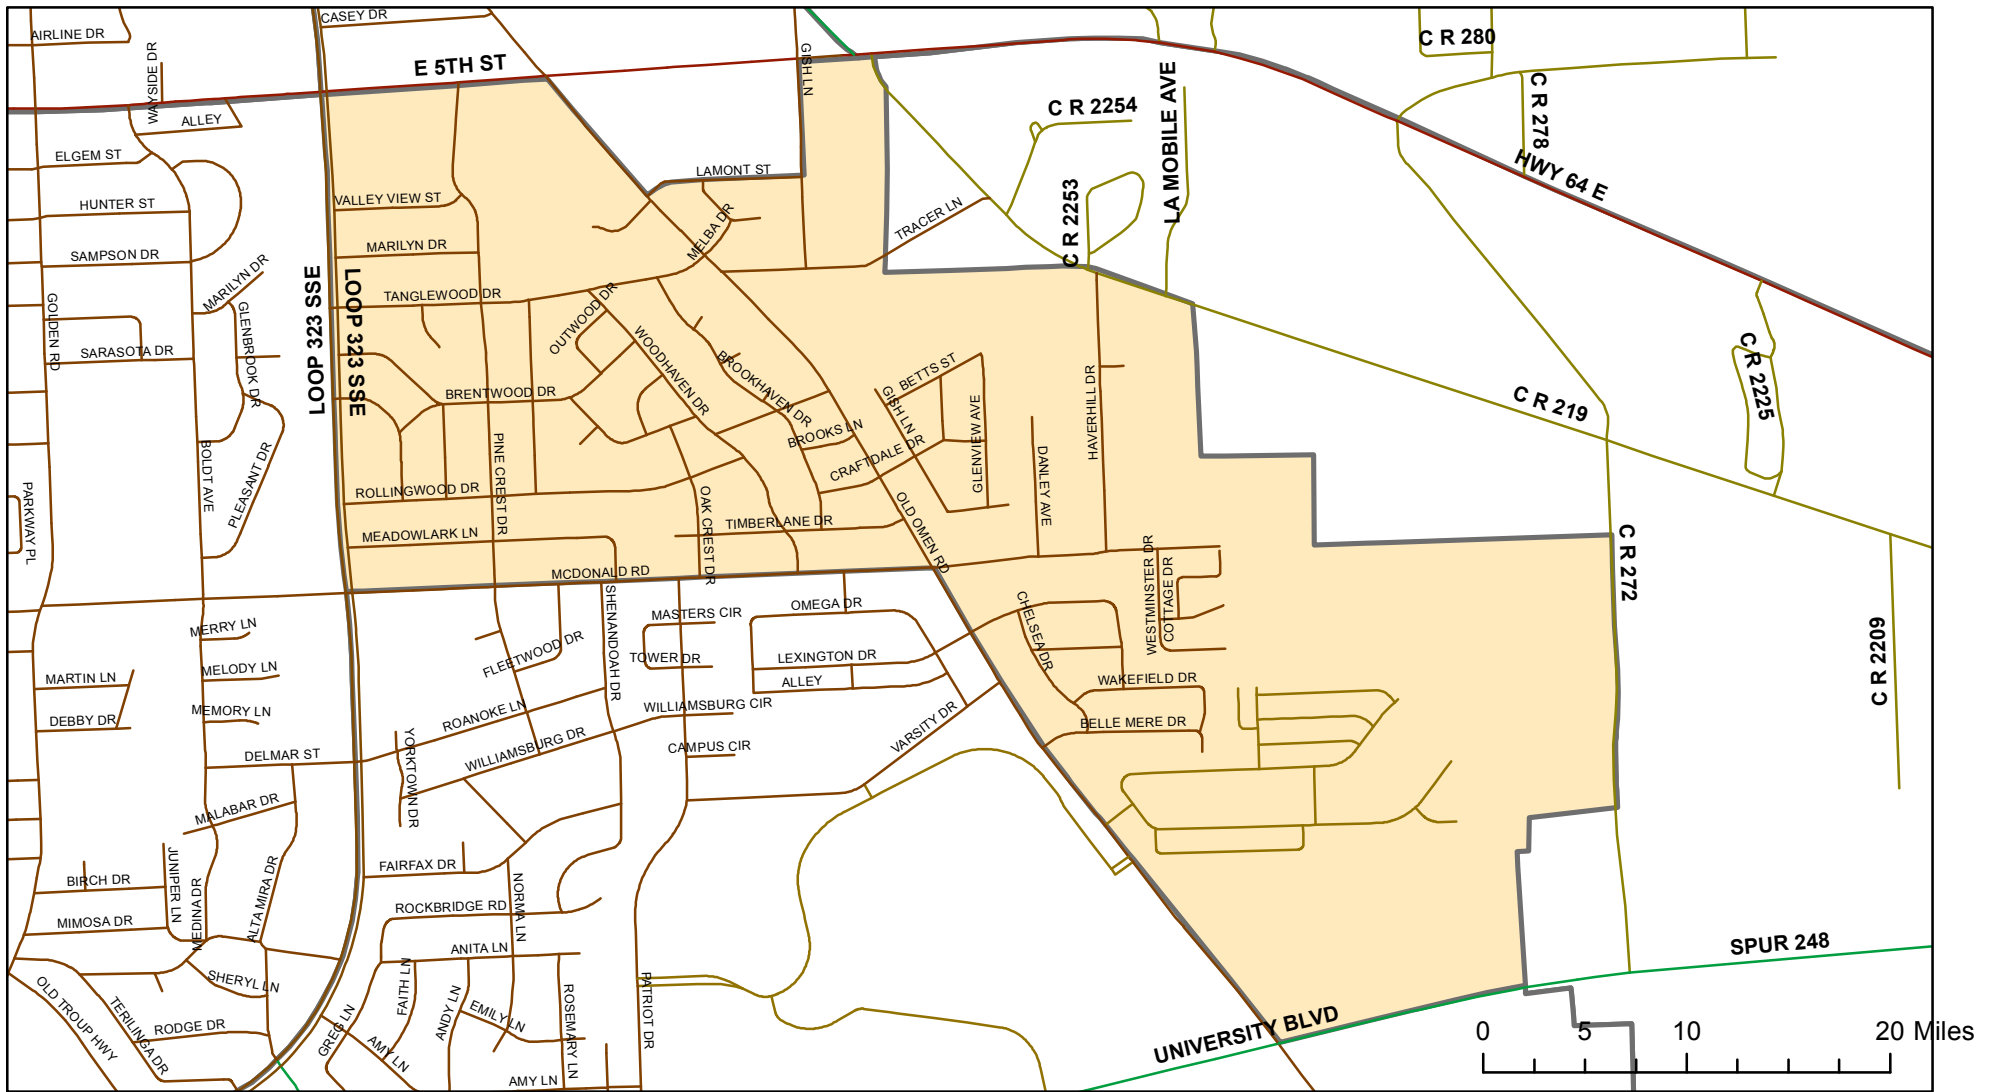 CASEY DR
AIRLINE DR
WAYSIDE DR
E 5TH ST
GISH LN
C R 280
ALLEY
C R 2254
LA MOBILE AVE
C R 278
ELGEM ST
LAMONT ST
HWY 64 E
HUNTER ST
VALLEY VIEW ST
MELBA DR
TRACER LN
C R 2253
SAMPSON DR
MARILYN DR
MARILYN DR
LOOP 323 SSE
LOOP 323 SSE
TANGLEWOOD DR
GOLDEN RD
GLENBROOK DR
OUTWOOD DR
WOODHAVEN DR
SARASOTA DR
BROOKHAVEN DR
BETTS ST
GISH LN
HAVERHILL DR
C R 2225
C R 219
BRENTWOOD DR
BROOKS LN
GLENVIEW AVE
BOLDT AVE
PLEASANT DR
PINE CREST DR
CRAFTDALE DR
DANLEY AVE
PARKWAY PL
ROLLINGWOOD DR
OAK CREST DR
OLD OMEN RD
TIMBERLANE DR
MEADOWLARK LN
C R 272
MCDONALD RD
WESTMINSTER DR
COTTAGE DR
SHENANDOAH DR
MASTERS CIR
OMEGA DR
CHELSEA DR
MERRY LN
C R 2209
FLEETWOOD DR
TOWER DR
LEXINGTON DR
MELODY LN
MARTIN LN
ALLEY
WAKEFIELD DR
MEMORY LN
DEBBY DR
ROANOKE LN
WILLIAMSBURG CIR
VARSITY DR
BELLE MERE DR
YORKTOWN DR
WILLIAMSBURG DR
CAMPUS CIR
DELMAR ST
MALABAR DR
FAIRFAX DR
JUNIPER LN
MEDINA DR
ALTA MIRA DR
BIRCH DR
NORMA LN
ROCKBRIDGE RD
MIMOSA DR
ANITA LN
SPUR 248
SHERYL LN
FAITH LN
ANDY LN
EMILY LN
ROSEMARY LN
PATRIOT DR
OLD TROUP HWY
TERILINGA DR
RODGE DR
GREG LN
AMY LN
AMY LN
UNIVERSITY BLVD
0 5 10 20 Miles